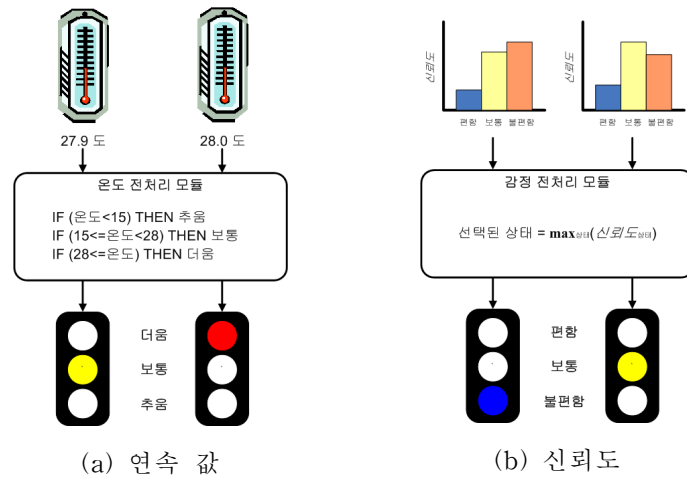 27.9 도
28.0 도
온도 전처리 모듈
IF (온도<15) THEN 추움
IF (15<=온도<28) THEN 보통
IF (28<=온도) THEN 더움
더움
보통
추움
(a) 연속 값
신뢰도
편함 보통 불편함
신뢰도
편함 보통 불편함
감정 전처리 모듈
선택된 상태 = max상태(신뢰도상태)
편함
보통
불편함
(b) 신뢰도